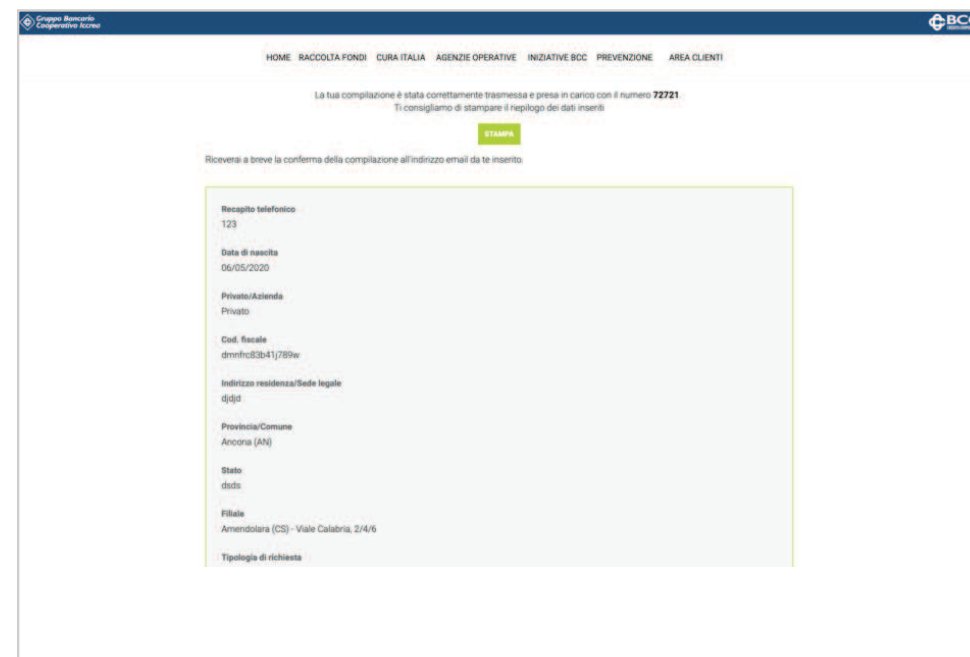 Gruppo Bancario
Cooperativo Iccrea
BCC
HOME RACCOLTA FONDI CURA ITALIA AGENZIE OPERATIVE INIZIATIVE BCC PREVENZIONE AREA CLIENTI
La tua compilazione è stata correttamente trasmessa e presa in carico con il numero 72721.
Ti consigliamo di stampare il riepilogo dei dati inseriti
STAMPA
Riceverai a breve la conferma della compilazione all'indirizzo email da te inserito.
Recapito telefonico
123
Data di nascita
06/05/2020
Privato/Azienda
Privato
Cod. fiscale
dmnfrc83b41j789w
Indirizzo residenza/Sede legale
djdjd
Provincia/Comune
Ancona (AN)
Stato
dsds
Filiale
Amendolara (CS) - Viale Calabria, 2/4/6
Tipologia di richiesta